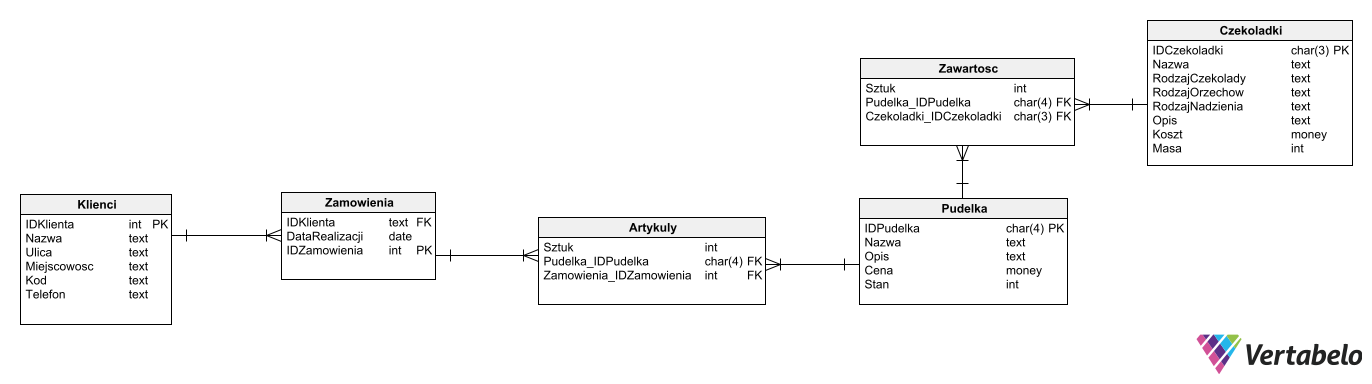 Klienci
IDKlienta int PK
Nazwa text
Ulica text
Miejscowosc text
Kod text
Telefon text
Zamowienia
IDKlienta text FK
DataRealizacji date
IDZamowienia int PK
Artykuly
Sztuk int
Pudelka_IDPudelka char(4) FK
Zamowienia_IDZamowienia int FK
Zawartosc
Sztuk int
Pudelka_IDPudelka char(4) FK
Czekoladki_IDCzekoladki char(3) FK
Pudelka
IDPudelka char(4) PK
Nazwa text
Opis text
Cena money
Stan int
Czekoladki
IDCzekoladki char(3) PK
Nazwa text
RodzajCzekolady text
RodzajOrzechow text
RodzajNadzienia text
Opis text
Koszt money
Masa int
Vertabelo